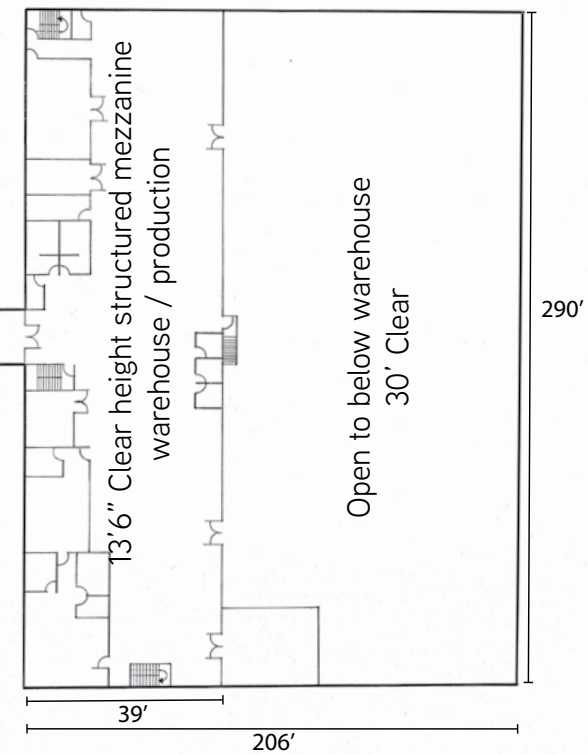 13’6” Clear height structured mezzanine
warehouse / production
Open to below warehouse
30’ Clear
290’
39’
206’